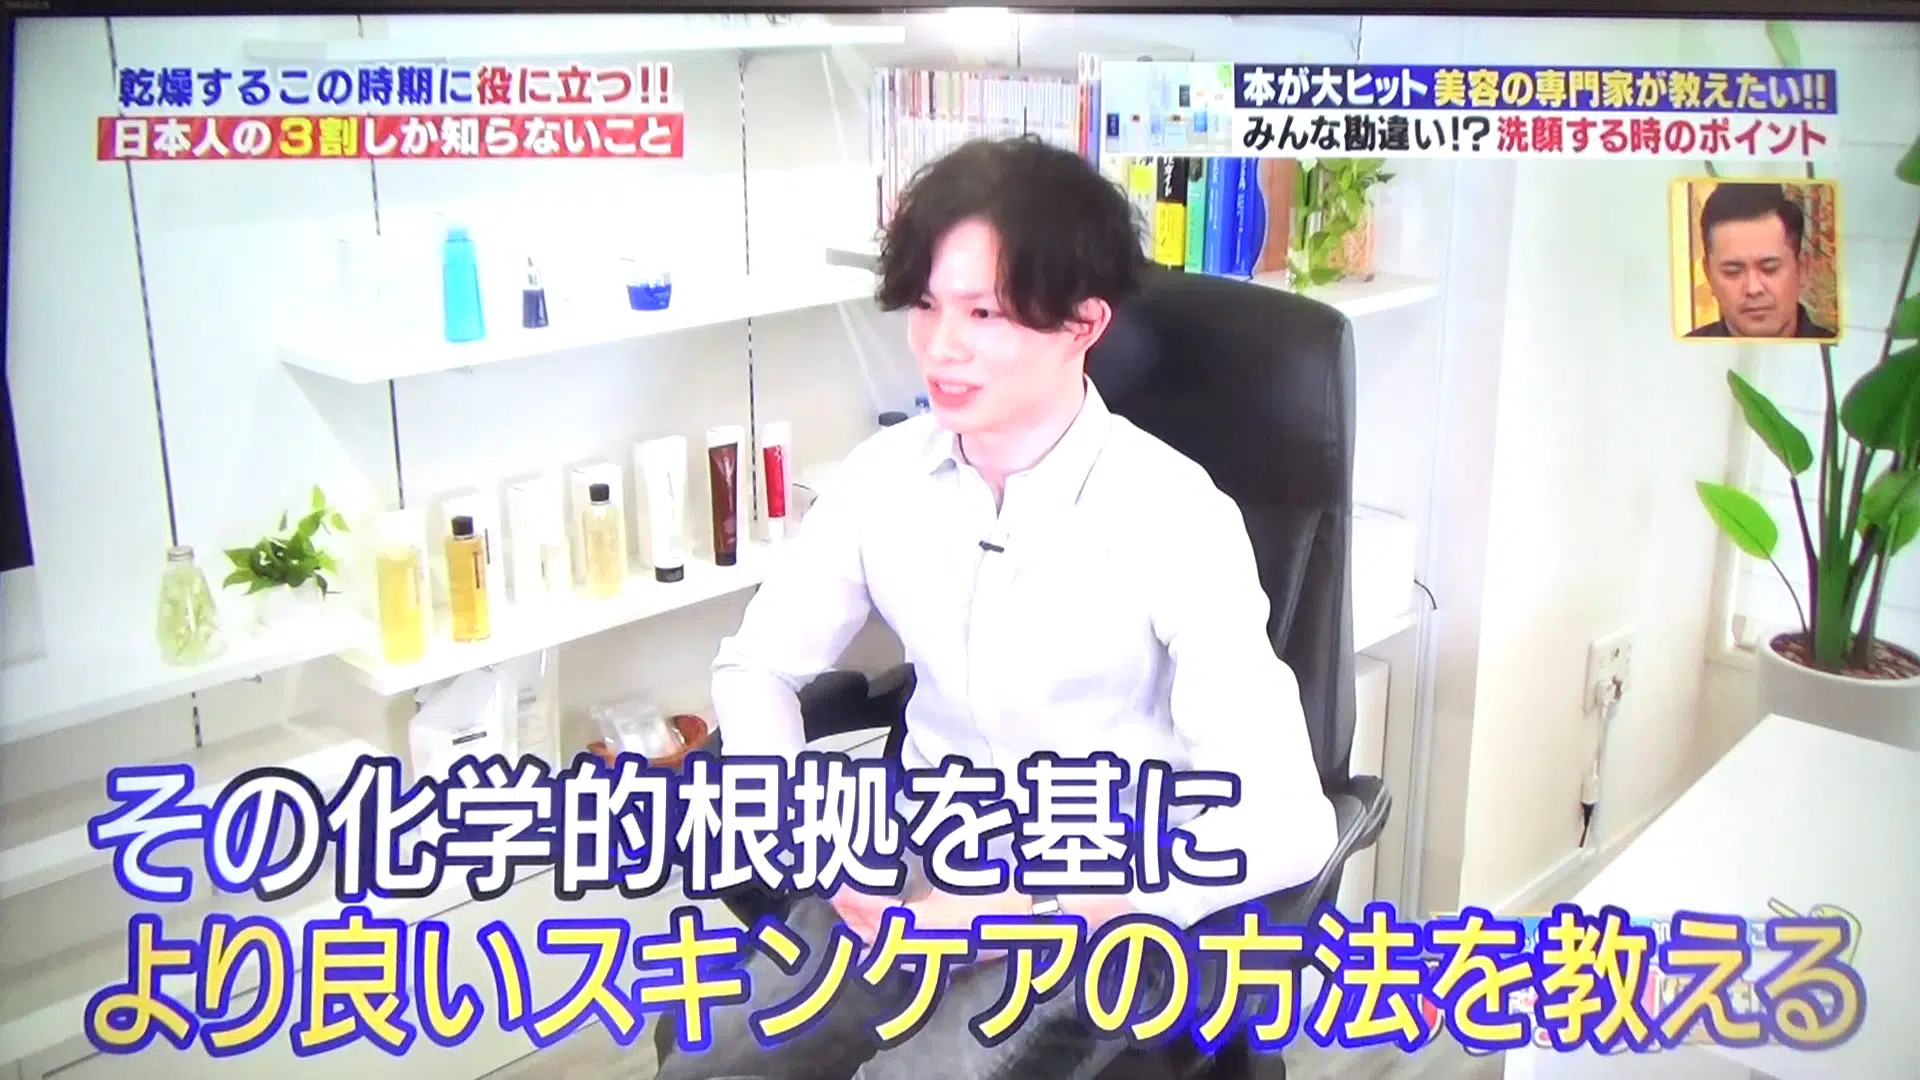 乾燥するこの時期に役に立つ!!
日本人の3割しか知らないこと
本が大ヒット 美容の専門家が教えたい!!
みんな勘違い!?洗顔する時のポイント
その化学的根拠を基に
より良いスキンケアの方法を教える